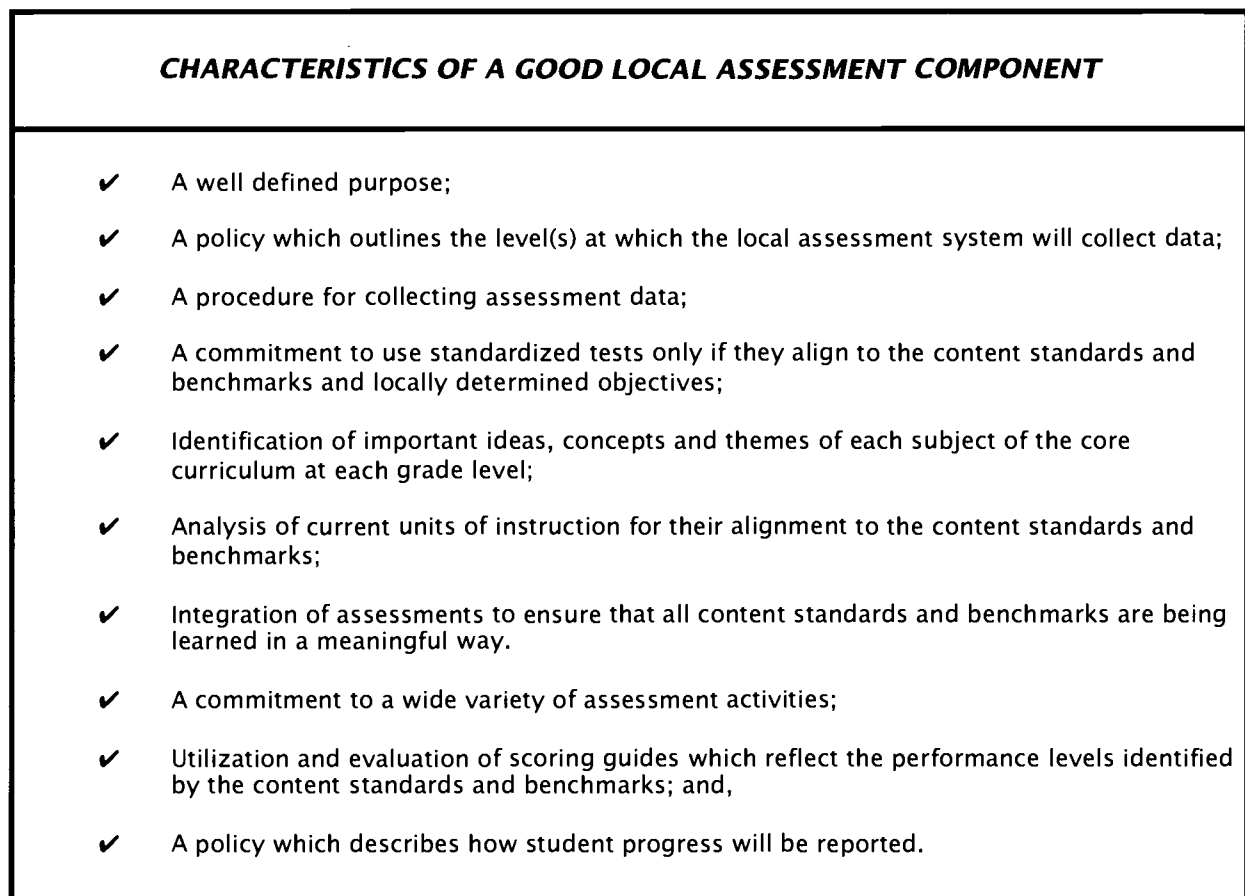 CHARACTERISTICS OF A GOOD LOCAL ASSESSMENT COMPONENT
✔ A well defined purpose;
✔ A policy which outlines the level(s) at which the local assessment system will collect data;
✔ A procedure for collecting assessment data;
✔ A commitment to use standardized tests only if they align to the content standards and
benchmarks and locally determined objectives;
✔ Identification of important ideas, concepts and themes of each subject of the core
curriculum at each grade level;
✔ Analysis of current units of instruction for their alignment to the content standards and
benchmarks;
✔ Integration of assessments to ensure that all content standards and benchmarks are being
learned in a meaningful way.
✔ A commitment to a wide variety of assessment activities;
✔ Utilization and evaluation of scoring guides which reflect the performance levels identified
by the content standards and benchmarks; and,
✔ A policy which describes how student progress will be reported.